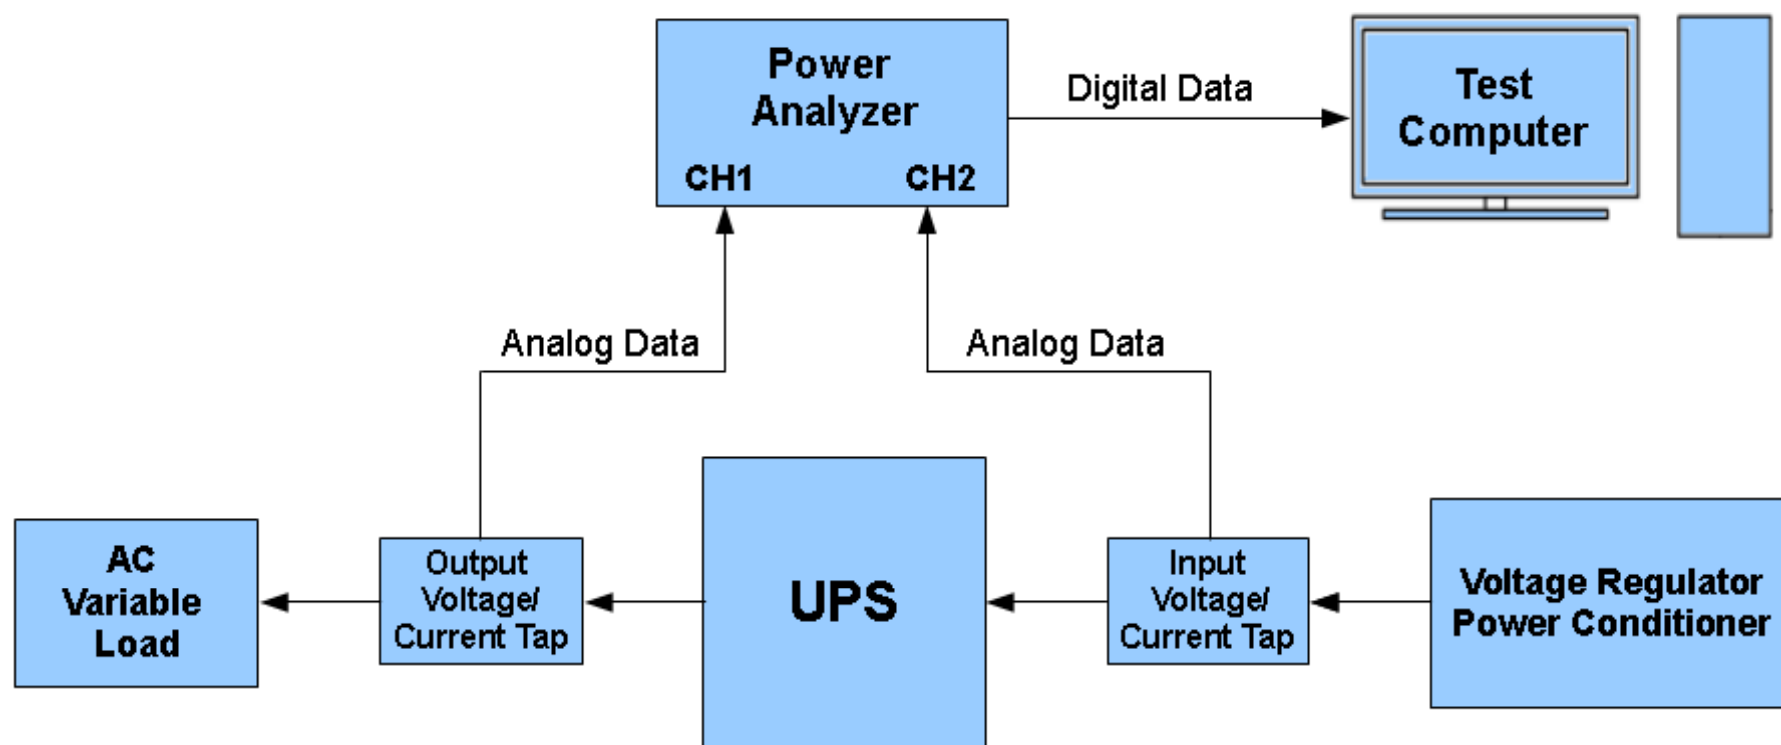 Power
Analyzer
CH1
CH2
Digital Data
Test
Computer
Analog Data
Analog Data
AC
Variable
Load
Output
Voltage/
Current Tap
UPS
Input
Voltage/
Current Tap
Voltage Regulator
Power Conditioner